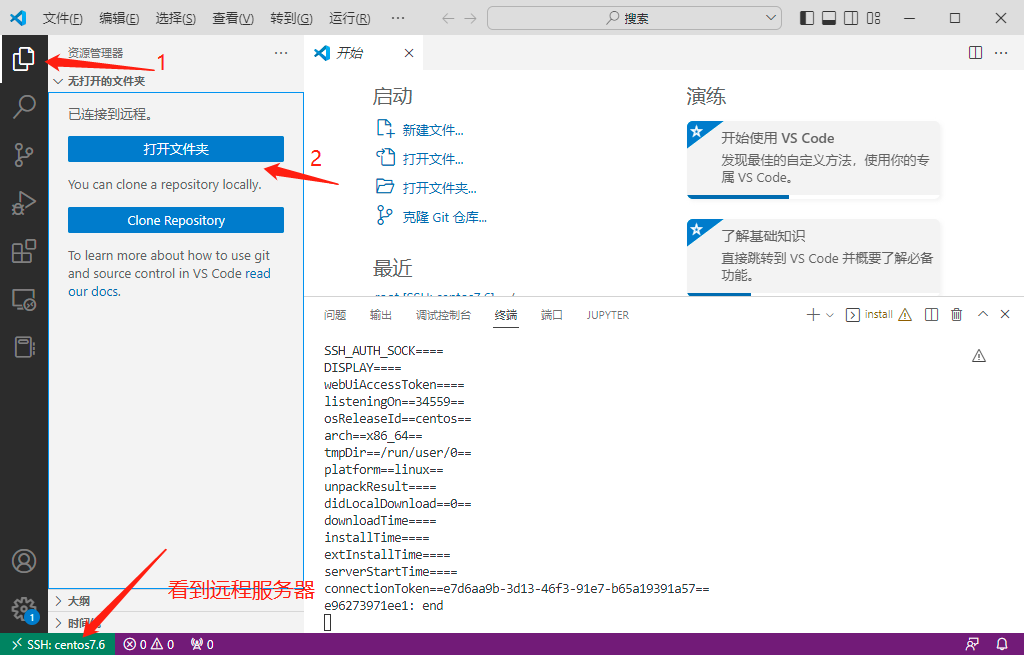 文件(F) 编辑(E) 选择(S) 查看(V) 转到(G) 运行(R) ··· 搜索
资源管理器 ···
1
无打开的文件夹
已连接到远程。
打开文件夹
2
You can clone a repository locally.
Clone Repository
To learn more about how to use git
and source control in VS Code read
our docs.
看到远程服务器
大纲
开始
···
启动
新建文件...
打开文件...
打开文件夹...
克隆 Git 仓库...
最近
root [SSH: centos7.6]
演练
开始使用 VS Code
发现最佳的自定义方法，使用你的专
属 VS Code。
了解基础知识
直接跳转到 VS Code 并概要了解必备
功能。
问题 输出 调试控制台 终端 端口 JUPYTER
install
SSH_AUTH_SOCK====
DISPLAY====
webUiAccessToken====
listeningOn==34559==
osReleaseId==centos==
arch==x86_64==
tmpDir==/run/user/0==
platform==linux==
unpackResult====
didLocalDownload==0==
downloadTime====
installTime====
extInstallTime====
serverStartTime====
connectionToken==e7d6aa9b-3d13-46f3-91e7-b65a19391a57==
e96273971ee1: end
1
SSH: centos7.6 0 0 0